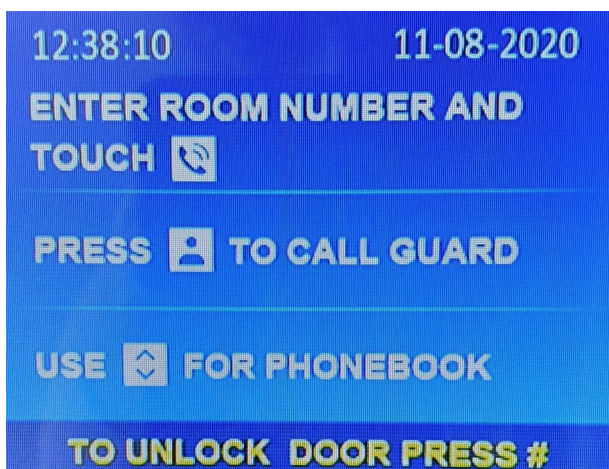 12:38:10 11-08-2020
ENTER ROOM NUMBER AND
TOUCH
PRESS TO CALL GUARD
USE FOR PHONEBOOK
TO UNLOCK DOOR PRESS #